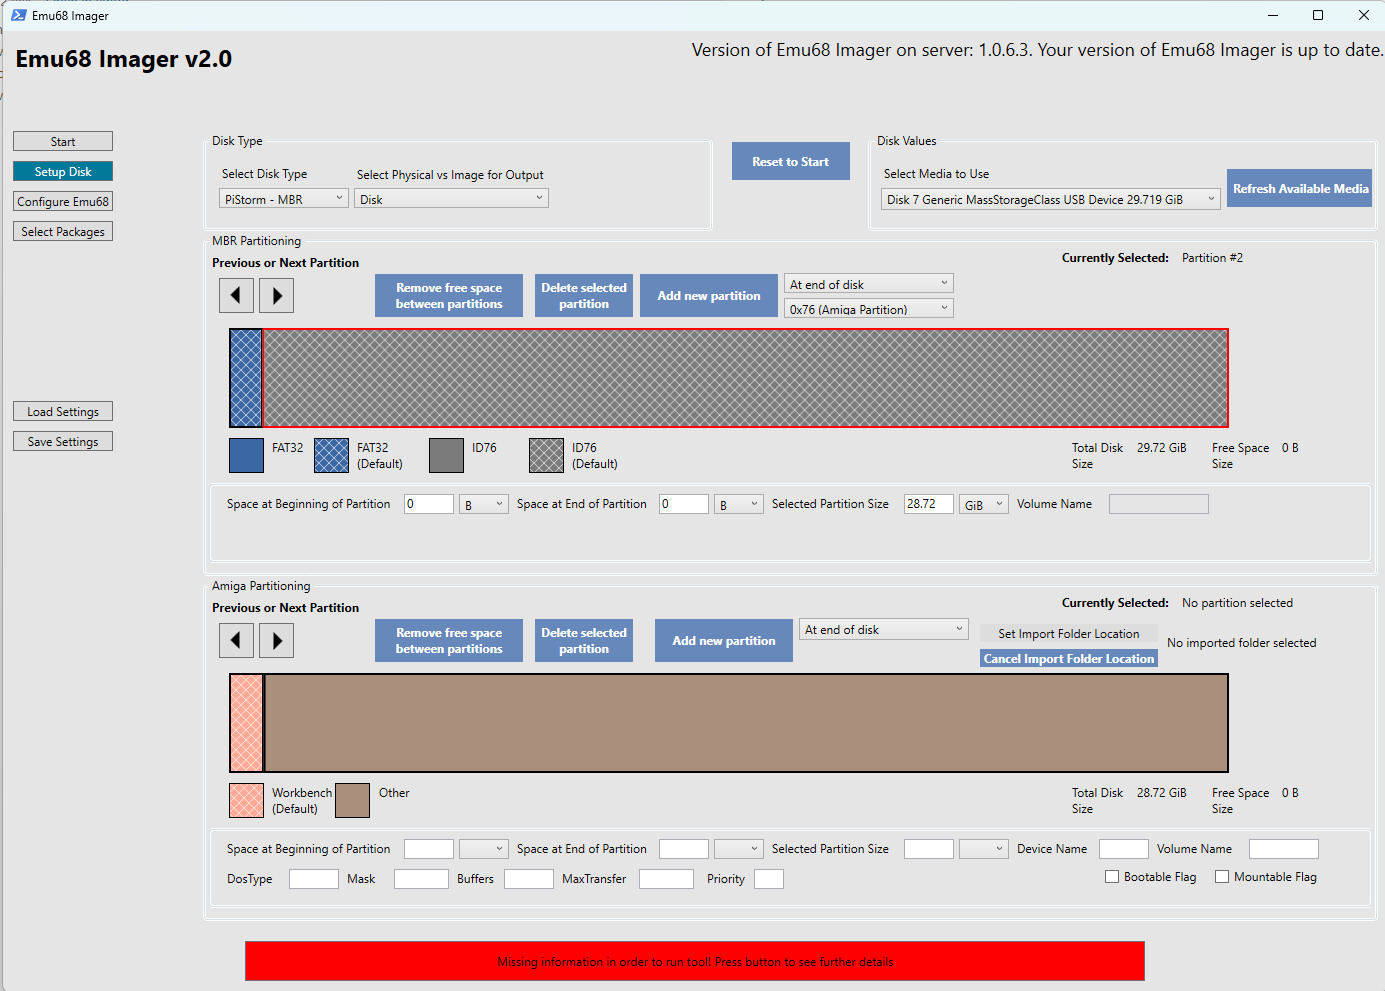 Emu68 Imager
Emu68 Imager v2.0
Version of Emu68 Imager on server: 1.0.6.3. Your version of Emu68 Imager is up to date.
Start
Setup Disk
Configure Emu68
Select Packages
Load Settings
Save Settings
Disk Type
Select Disk Type
Select Physical vs Image for Output
PiStorm - MBR
Disk
Reset to Start
Disk Values
Select Media to Use
Disk 7 Generic MassStorageClass USB Device 29.719 GiB
Refresh Available Media
MBR Partitioning
Previous or Next Partition
Currently Selected: Partition #2
Remove free space
between partitions
Delete selected
partition
Add new partition
At end of disk
0x76 (Amiga Partition)
FAT32
FAT32
(Default)
ID76
ID76
(Default)
Total Disk
Size
29.72 GiB
Free Space
Size
0 B
Space at Beginning of Partition 0 B Space at End of Partition 0 B Selected Partition Size 28.72 GiB Volume Name
Amiga Partitioning
Previous or Next Partition
Currently Selected: No partition selected
Remove free space
between partitions
Delete selected
partition
Add new partition
At end of disk
Set Import Folder Location
Cancel Import Folder Location
No imported folder selected
Workbench
(Default)
Other
Total Disk
Size
28.72 GiB
Free Space
Size
0 B
Space at Beginning of Partition Space at End of Partition Selected Partition Size Device Name Volume Name
DosType Mask Buffers MaxTransfer Priority Bootable Flag Mountable Flag
Missing information in order to run tool! Press button to see further details